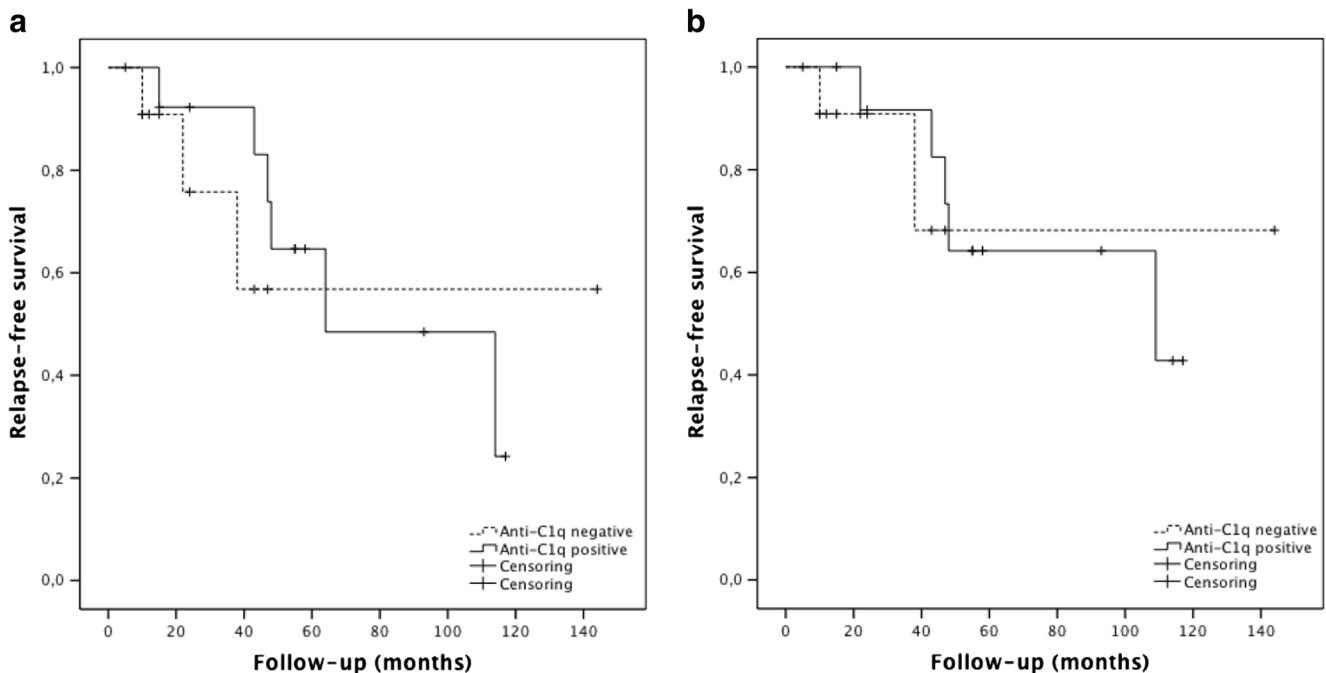 a
1,0
0,8
0,6
0,4
0,2
0,0
Relapse-free survival
Anti-C1q negative
Anti-C1q positive
Censoring
Censoring
0 20 40 60 80 100 120 140
Follow-up (months)
b
1,0
0,8
0,6
0,4
0,2
0,0
Relapse-free survival
Anti-C1q negative
Anti-C1q positive
Censoring
Censoring
0 20 40 60 80 100 120 140
Follow-up (months)